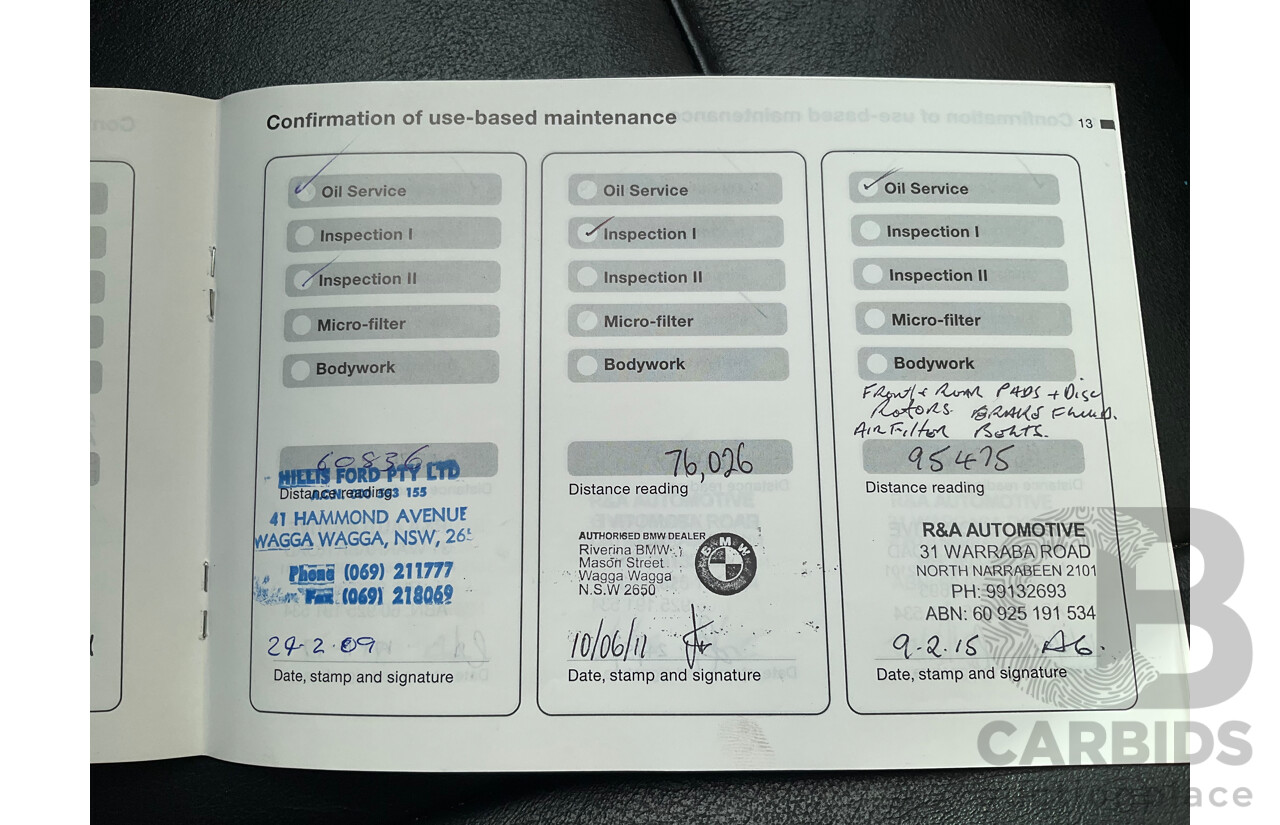 Confirmation of use-based maintenance
13
Oil Service
Inspection I
Inspection II
Micro-filter
Bodywork
60836
HILLIS FORD PTY LTD
Distance reading
41 HAMMOND AVENUE
WAGGA WAGGA, NSW, 265
Phone (069) 211777
Fax (069) 218069
24-2-09
Date, stamp and signature
Oil Service
Inspection I
Inspection II
Micro-filter
Bodywork
76,026
Distance reading
AUTHORISED BMW DEALER
Riverina BMW
Mason Street
Wagga Wagga
N.S.W 2650
BMW
10/06/11
Date, stamp and signature
Oil Service
Inspection I
Inspection II
Micro-filter
Bodywork
Front & Rear PADS + Disc
Rotors. BRAKE Fluid.
Air Filter Belts.
95475
Distance reading
R&A AUTOMOTIVE
31 WARRABA ROAD
NORTH NARRABEEN 2101
PH: 99132693
ABN: 60 925 191 534
9.2.15 AG.
Date, stamp and signature
CARBIDS